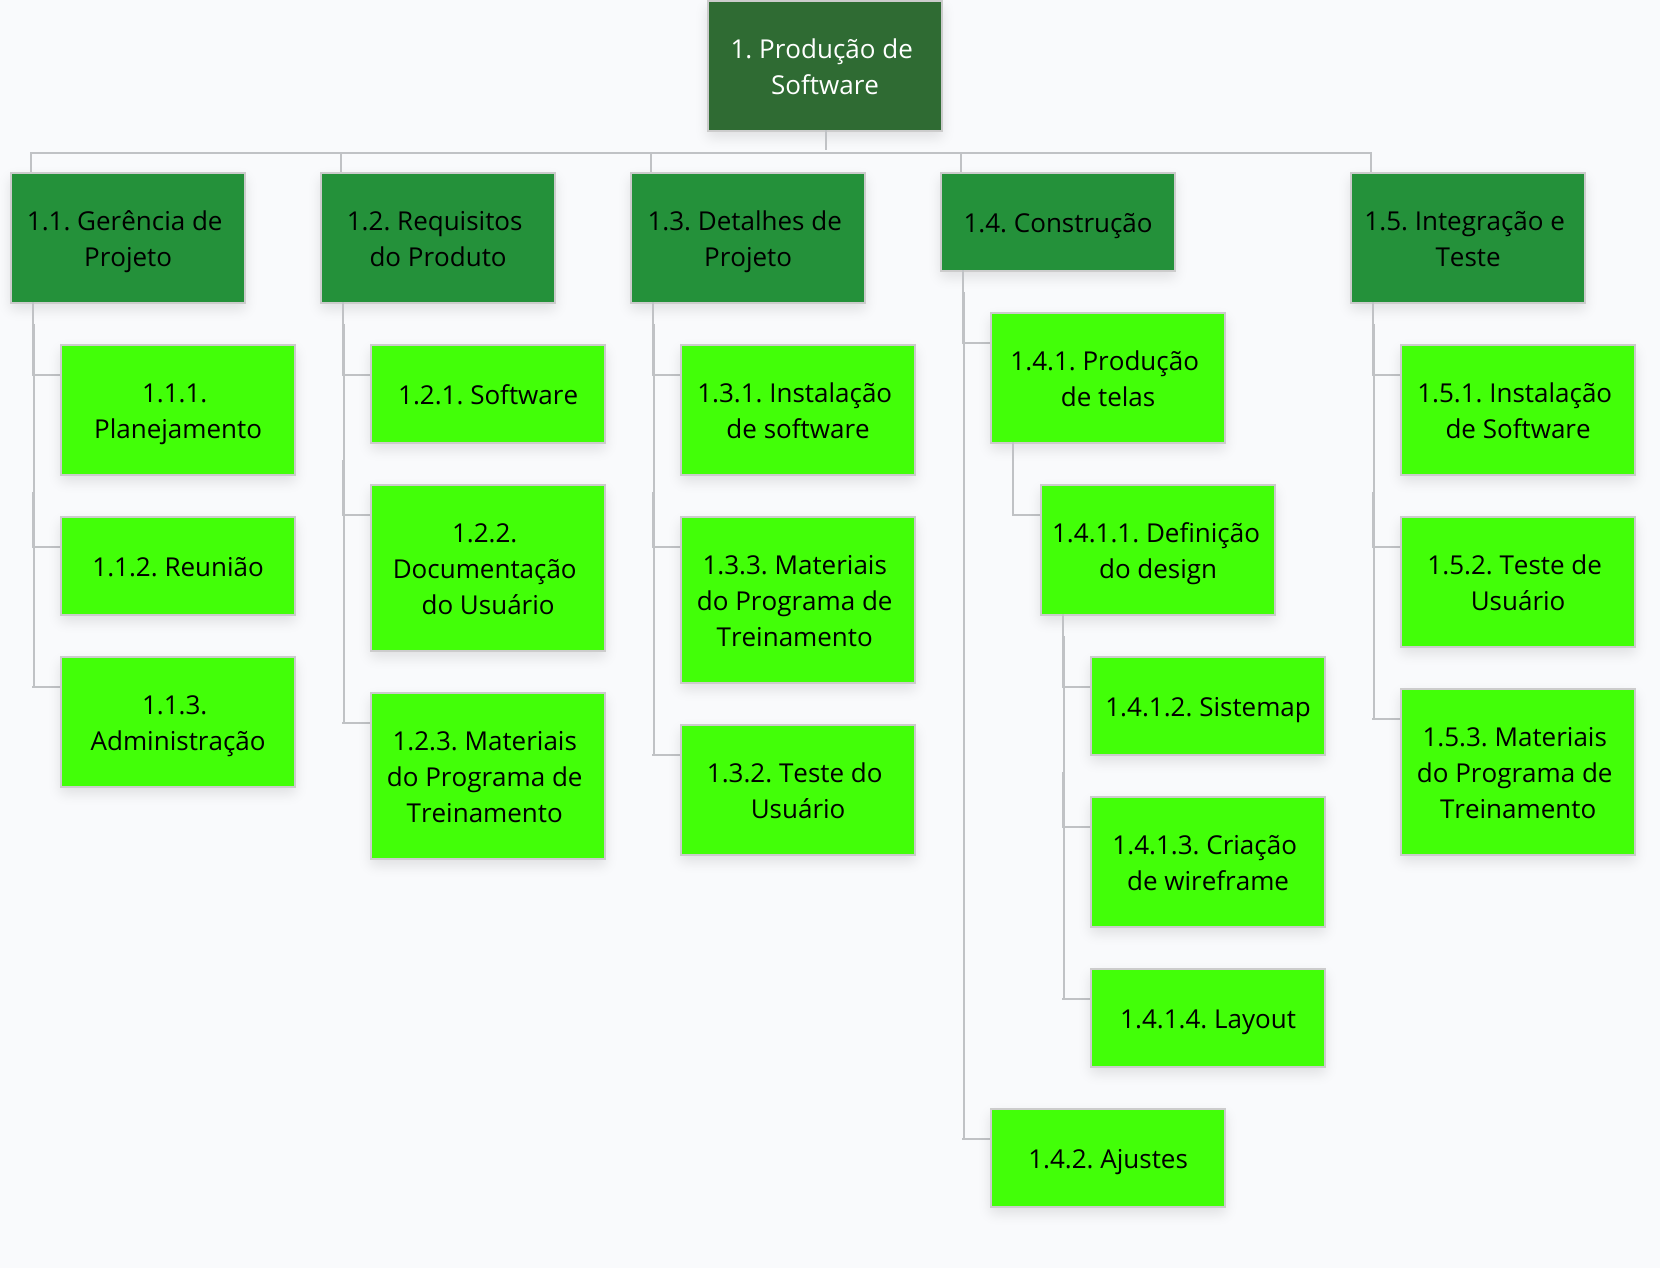 1. Produção de
Software
1.1. Gerência de
Projeto
1.1.1.
Planejamento
1.1.2. Reunião
1.1.3.
Administração
1.2. Requisitos
do Produto
1.2.1. Software
1.2.2.
Documentação
do Usuário
1.2.3. Materiais
do Programa de
Treinamento
1.3. Detalhes de
Projeto
1.3.1. Instalação
de software
1.3.3. Materiais
do Programa de
Treinamento
1.3.2. Teste do
Usuário
1.4. Construção
1.4.1. Produção
de telas
1.4.1.1. Definição
do design
1.4.1.2. Sistemap
1.4.1.3. Criação
de wireframe
1.4.1.4. Layout
1.4.2. Ajustes
1.5. Integração e
Teste
1.5.1. Instalação
de Software
1.5.2. Teste de
Usuário
1.5.3. Materiais
do Programa de
Treinamento